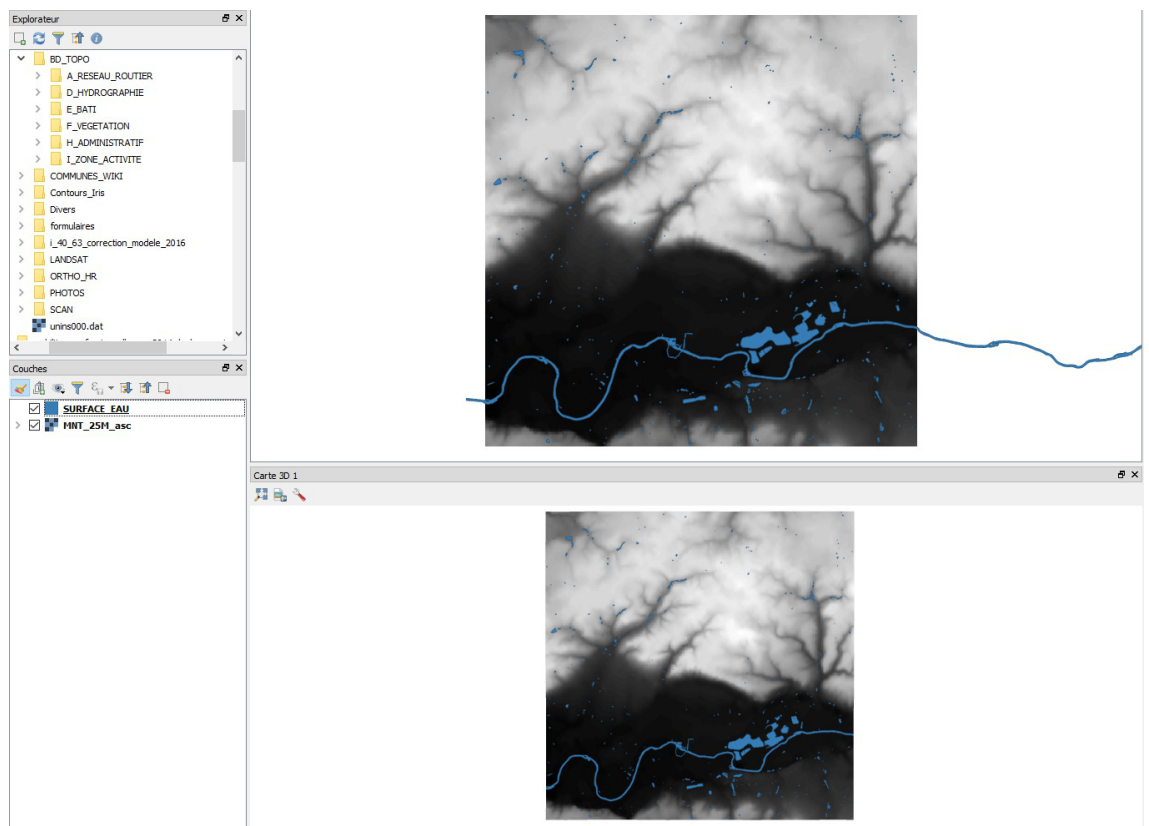 Explorateur
BD_TOPO
A_RESEAU_ROUTIER
D_HYDROGRAPHIE
E_BATI
F_VEGETATION
H_ADMINISTRATIF
I_ZONE_ACTIVITE
COMMUNES_WIKI
Contours_Iris
Divers
formulaires
i_40_63_correction_modele_2016
LANDSAT
ORTHO_HR
PHOTOS
SCAN
unins000.dat
Couches
SURFACE_EAU
MNT_25M_asc
Carte 3D 1